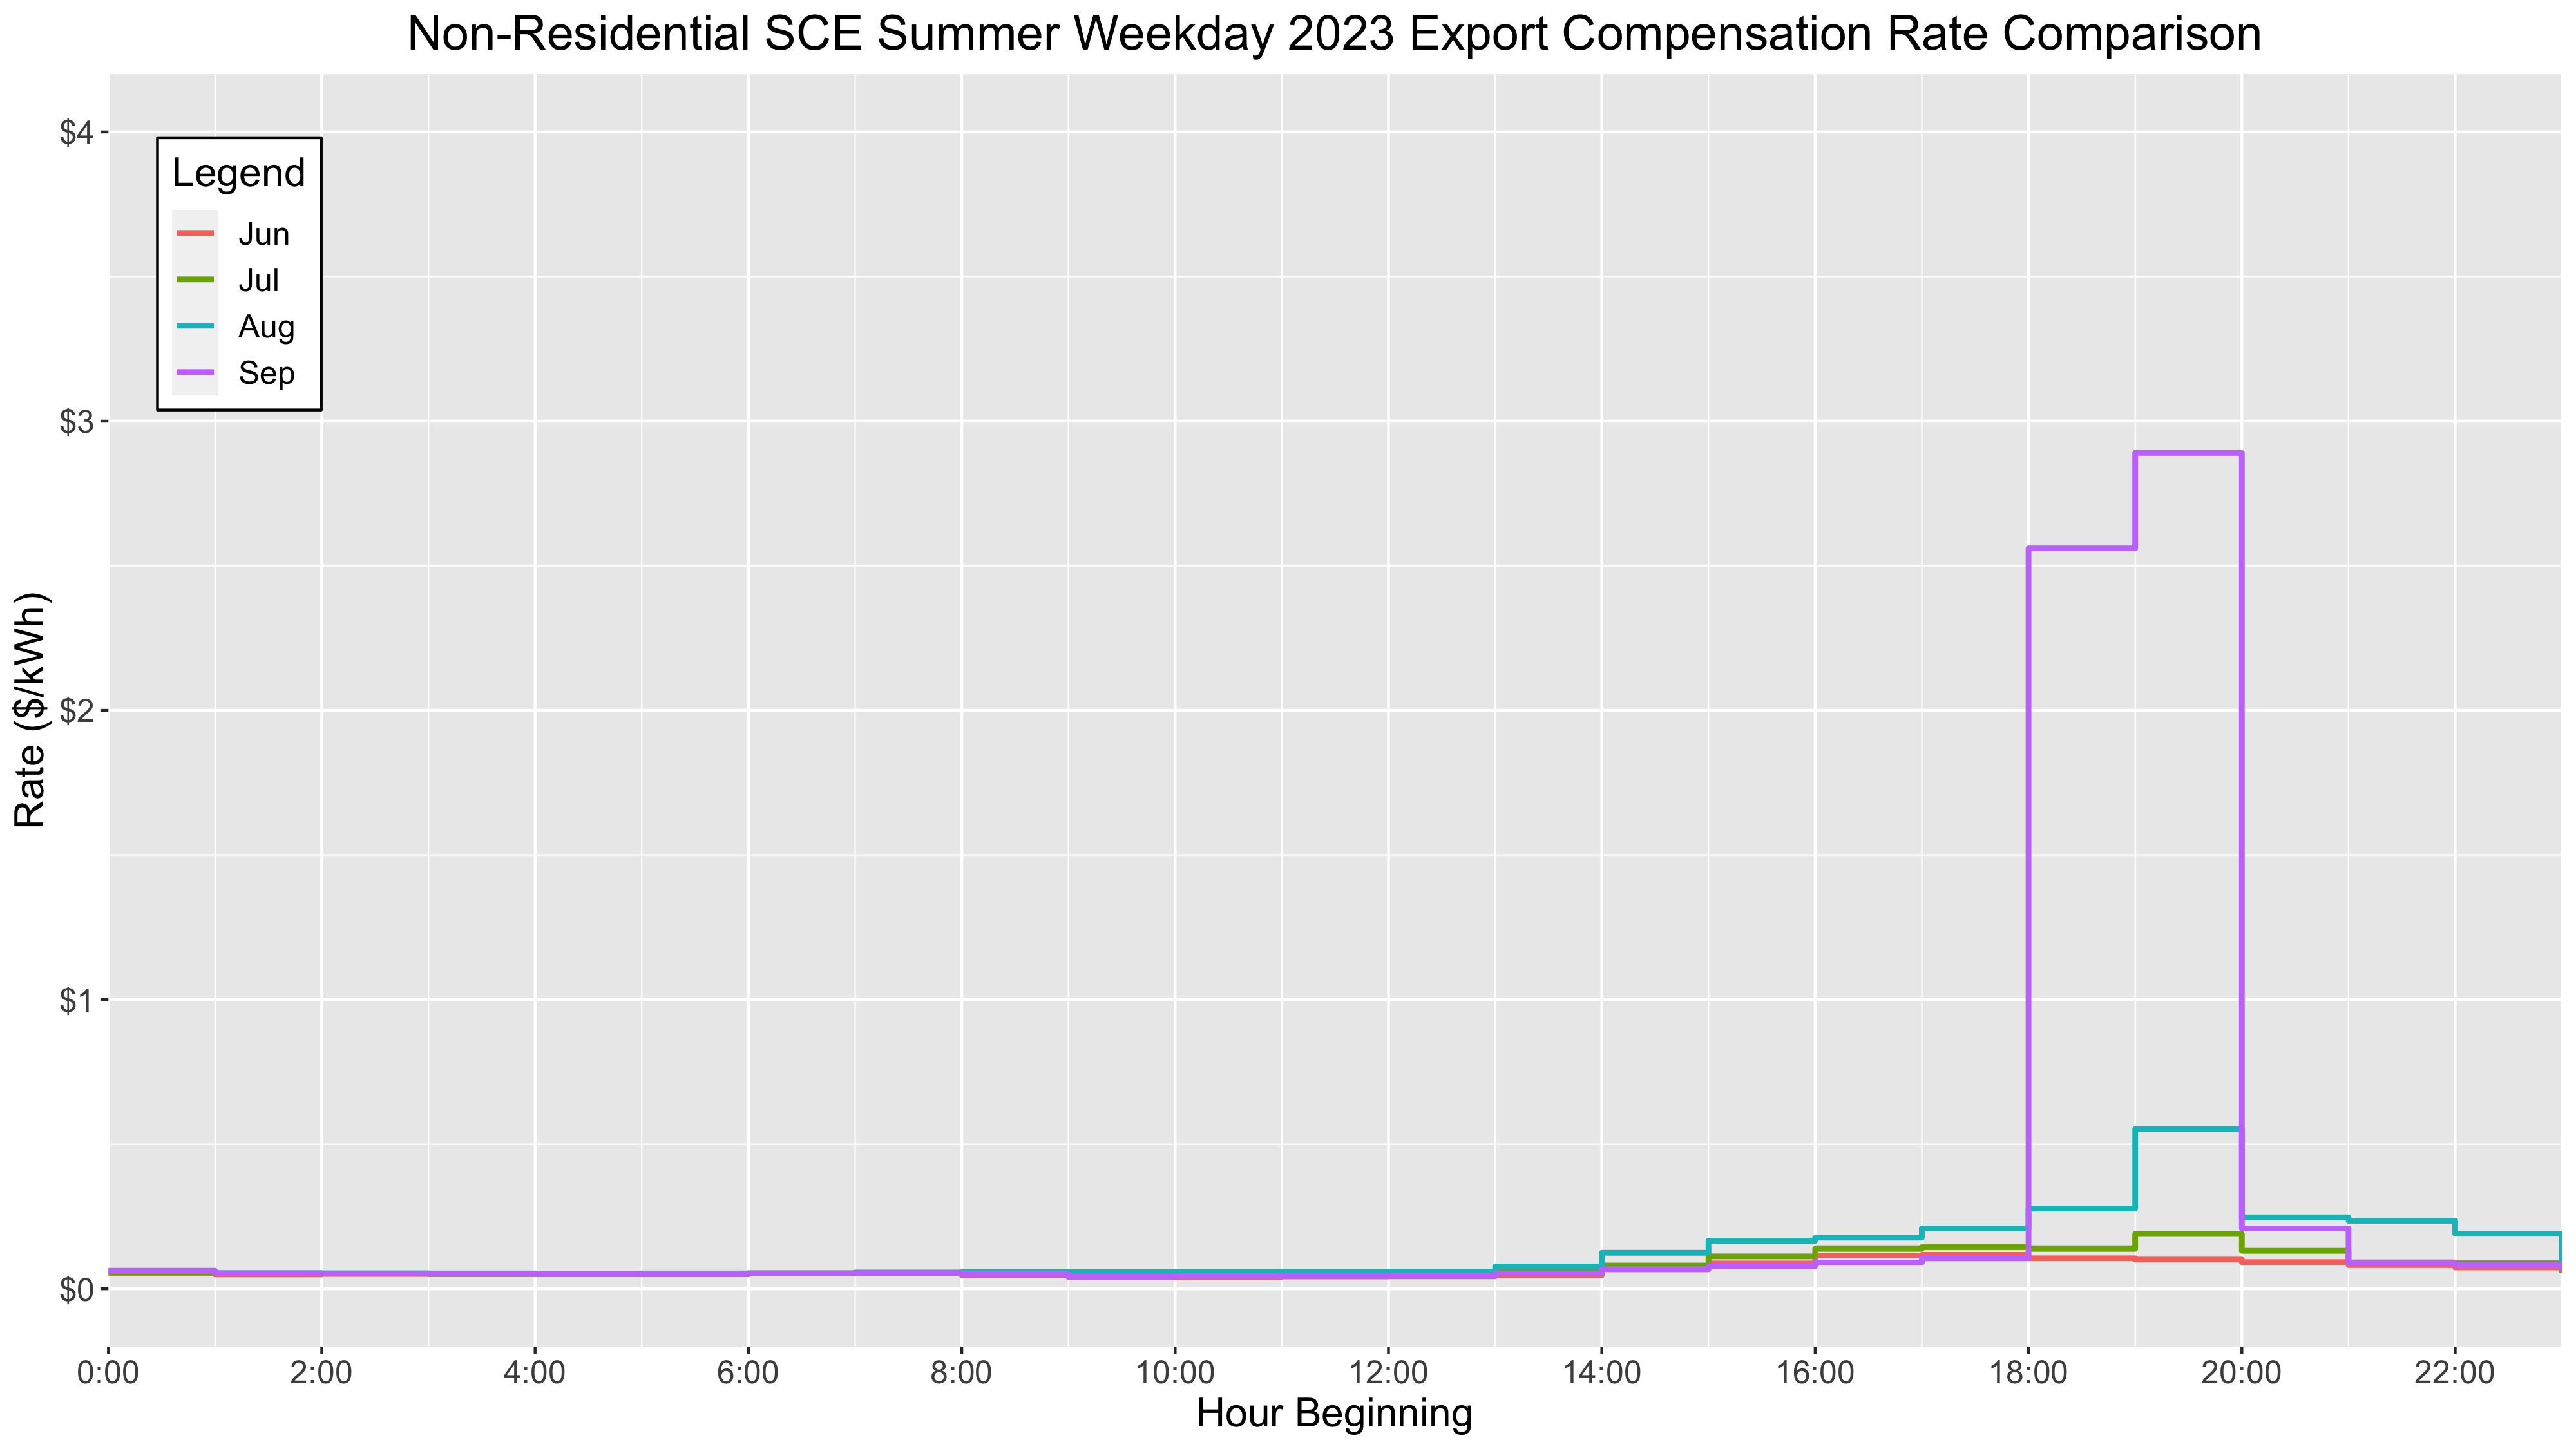 Non-Residential SCE Summer Weekday 2023 Export Compensation Rate Comparison
$4
$3
$2
$1
$0
Rate ($/kWh)
Legend
Jun
Jul
Aug
Sep
0:00 2:00 4:00 6:00 8:00 10:00 12:00 14:00 16:00 18:00 20:00 22:00
Hour Beginning